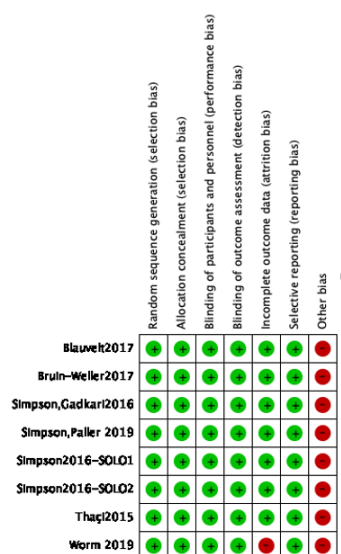 Random sequence generation (selection bias)
Allocation concealment (selection bias)
Blinding of participants and personnel (performance bias)
Blinding of outcome assessment (detection bias)
Incomplete outcome data (attrition bias)
Selective reporting (reporting bias)
Other bias
Blauvelt2017 + + + + + + -
Bruin-Weller2017 + + + + + + -
Simpson,Gadkari2016 + + + + + + -
Simpson,Paller 2019 + + + + + + -
Simpson2016-SOLO1 + + + + + + -
Simpson2016-SOLO2 + + + + + + -
Thaçi2015 + + + + + + -
Worm 2019 + + + + - + -